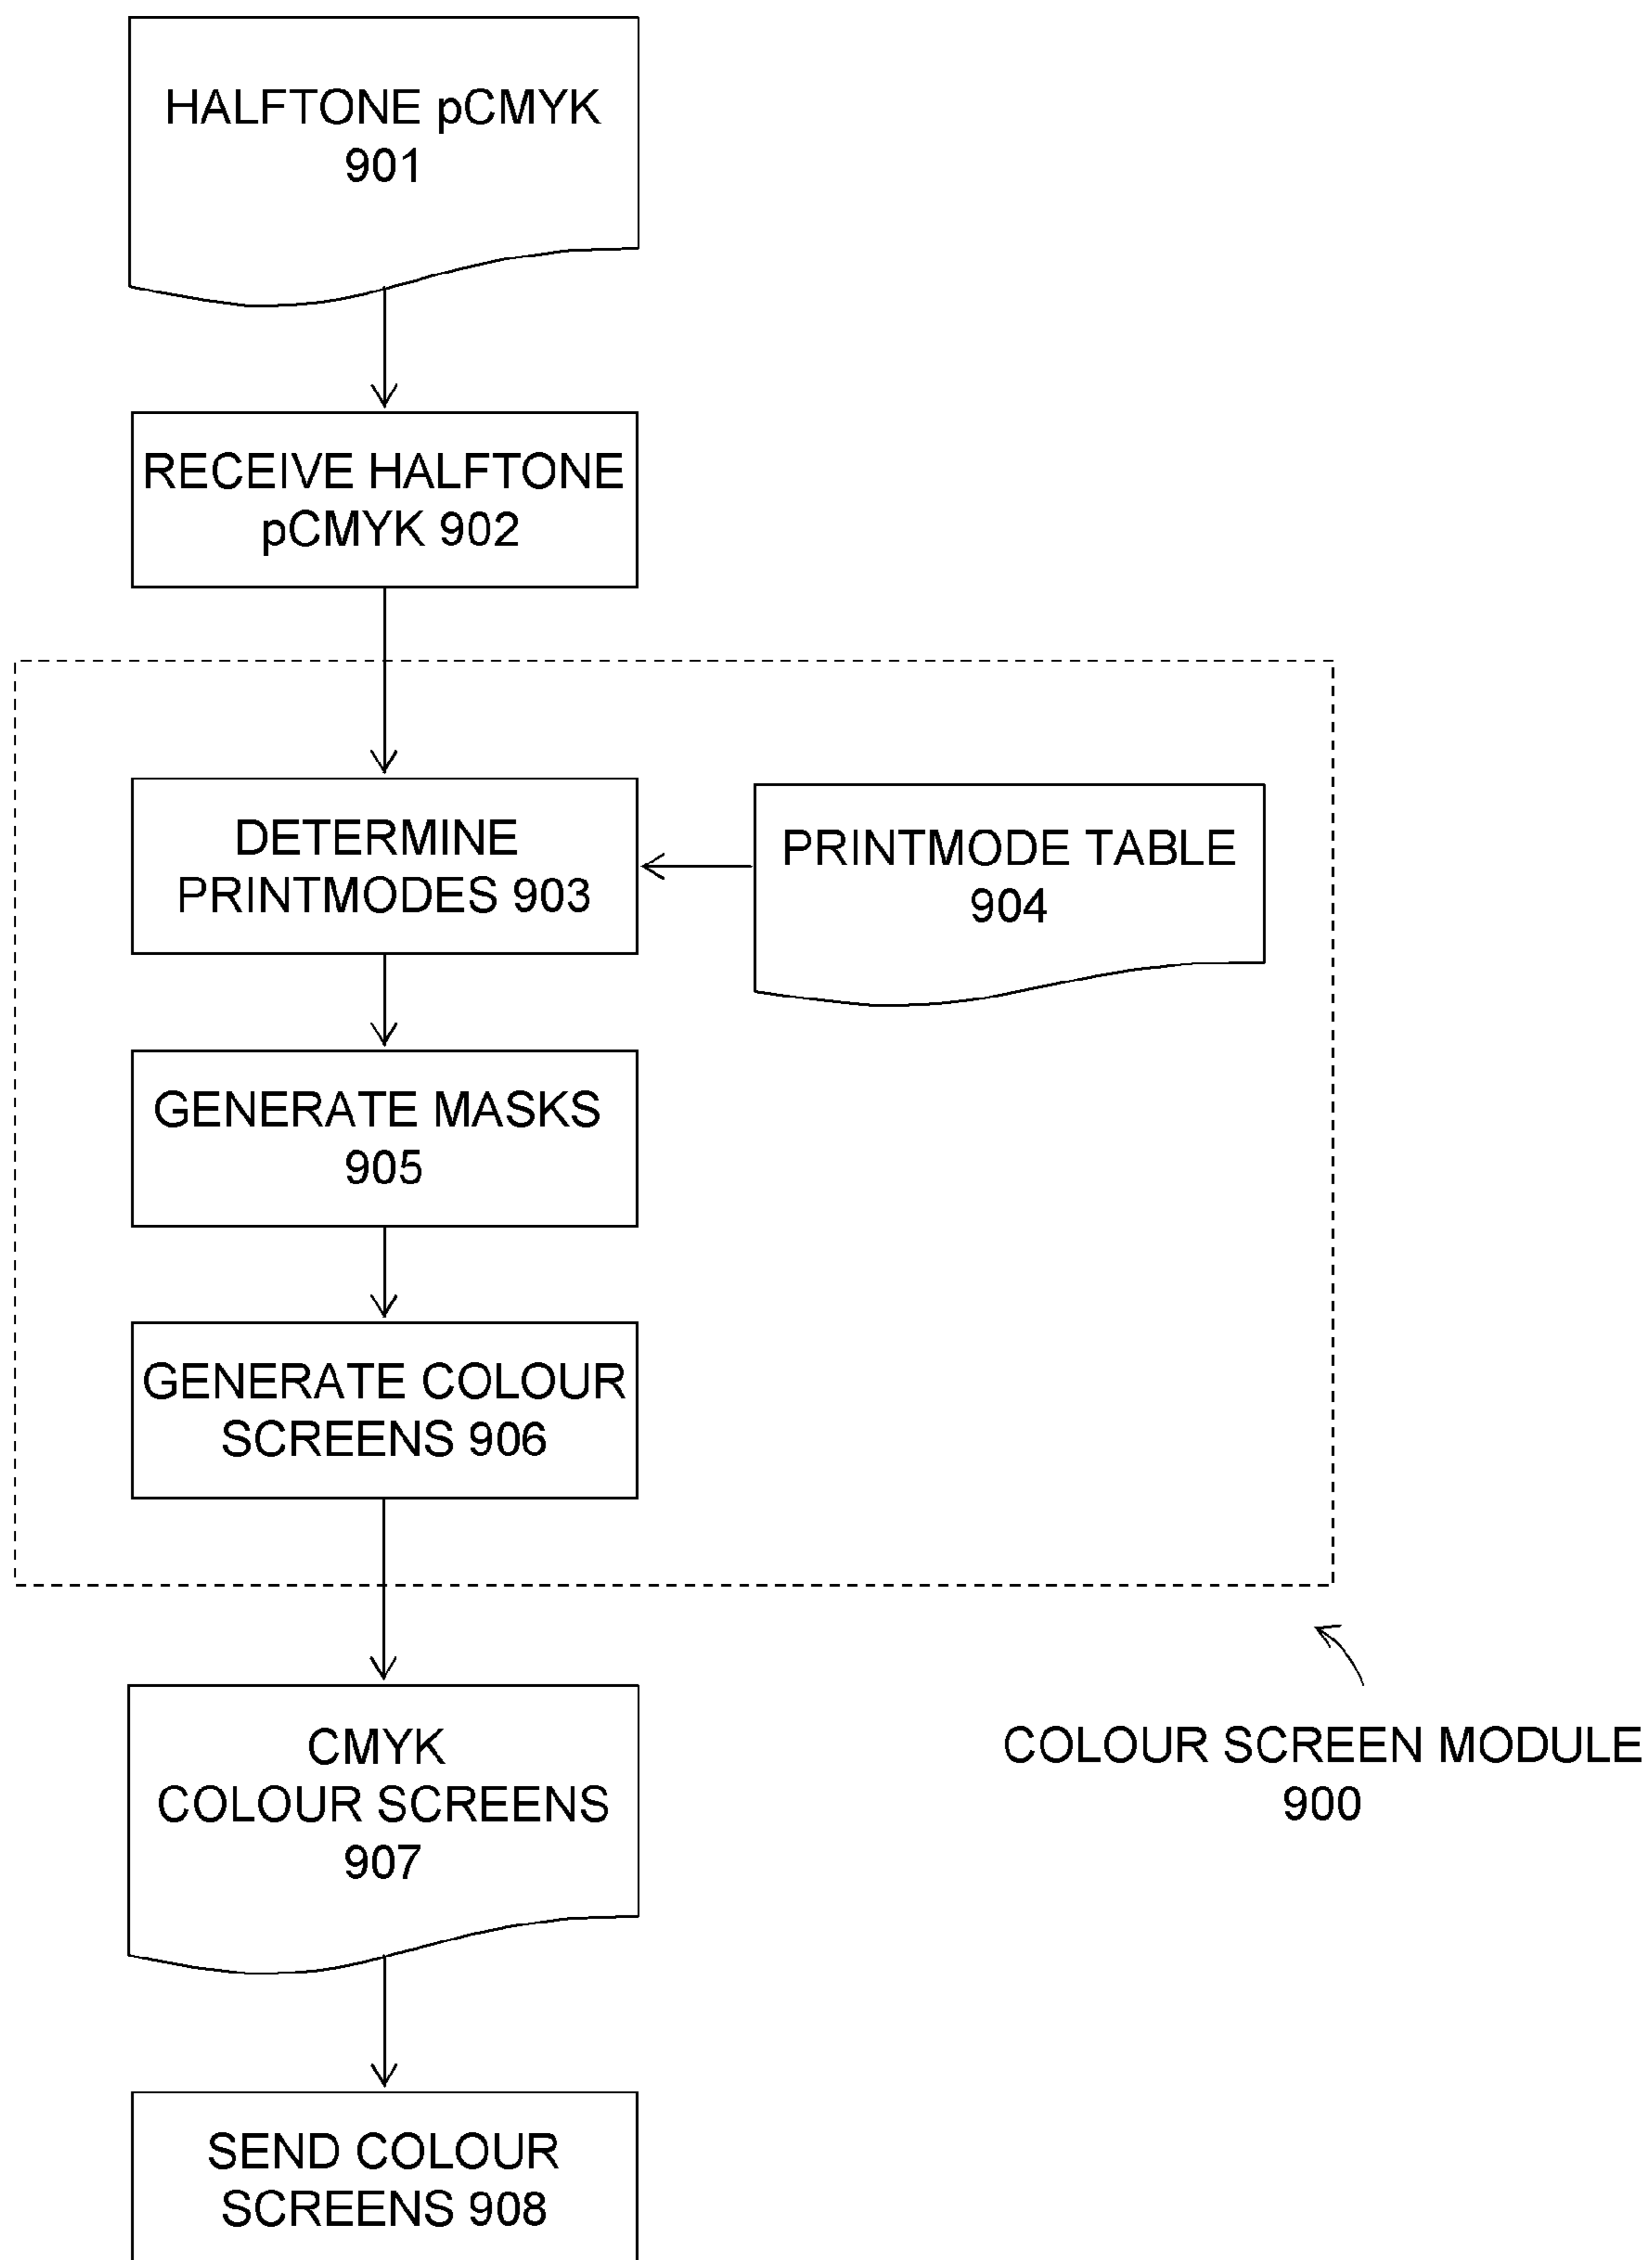 HALFTONE pCMYK
901
RECEIVE HALFTONE
pCMYK 902
DETERMINE
PRINTMODES 903
PRINTMODE TABLE
904
GENERATE MASKS
905
GENERATE COLOUR
SCREENS 906
CMYK
COLOUR SCREENS
907
COLOUR SCREEN MODULE
900
SEND COLOUR
SCREENS 908